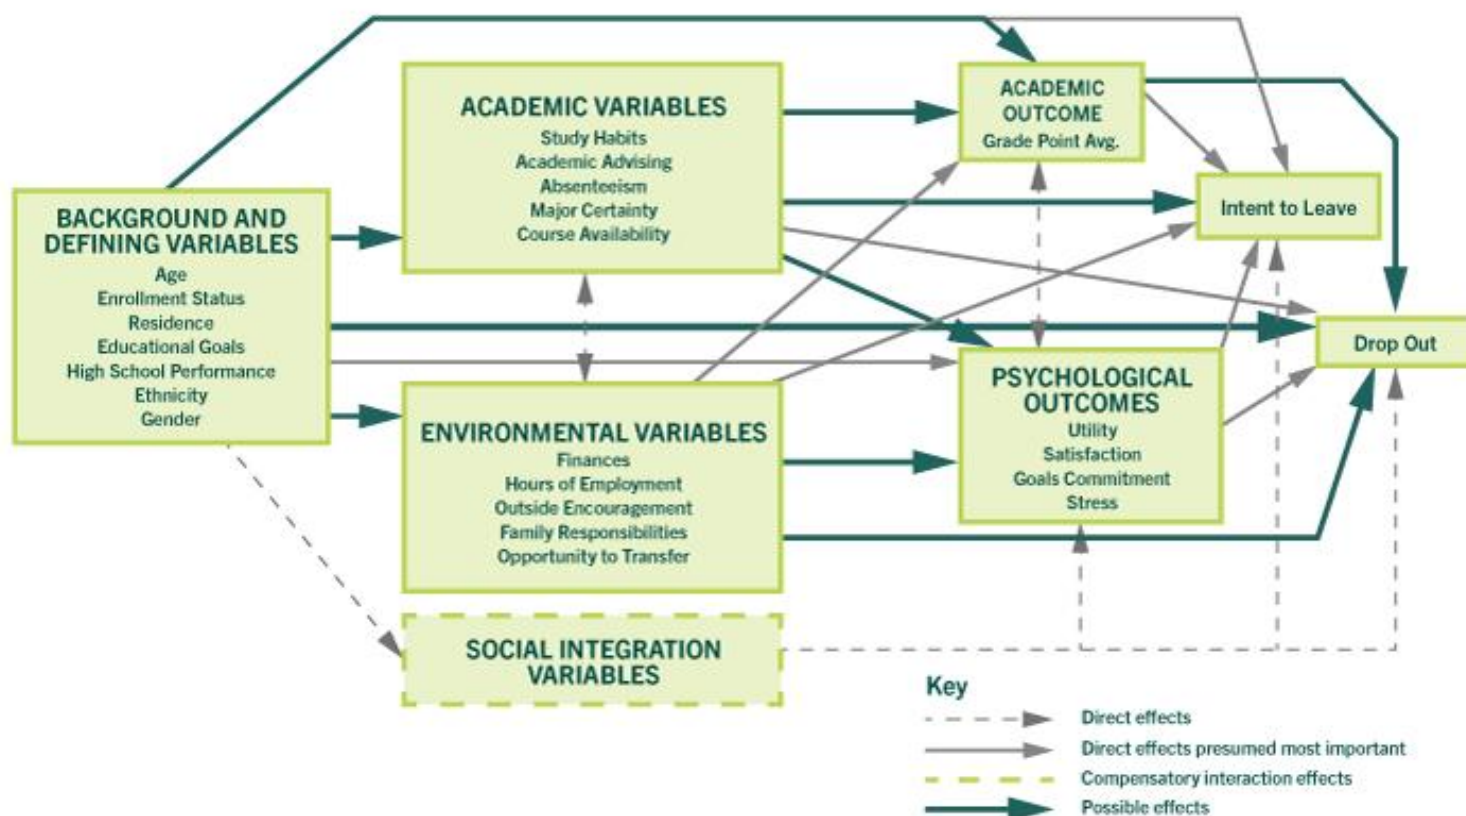 BACKGROUND AND
DEFINING VARIABLES
Age
Enrollment Status
Residence
Educational Goals
High School Performance
Ethnicity
Gender
ACADEMIC VARIABLES
Study Habits
Academic Advising
Absenteeism
Major Certainty
Course Availability
ENVIRONMENTAL VARIABLES
Finances
Hours of Employment
Outside Encouragement
Family Responsibilities
Opportunity to Transfer
SOCIAL INTEGRATION
VARIABLES
ACADEMIC
OUTCOME
Grade Point Avg.
PSYCHOLOGICAL
OUTCOMES
Utility
Satisfaction
Goals Commitment
Stress
Intent to Leave
Drop Out
Key
Direct effects
Direct effects presumed most important
Compensatory interaction effects
Possible effects